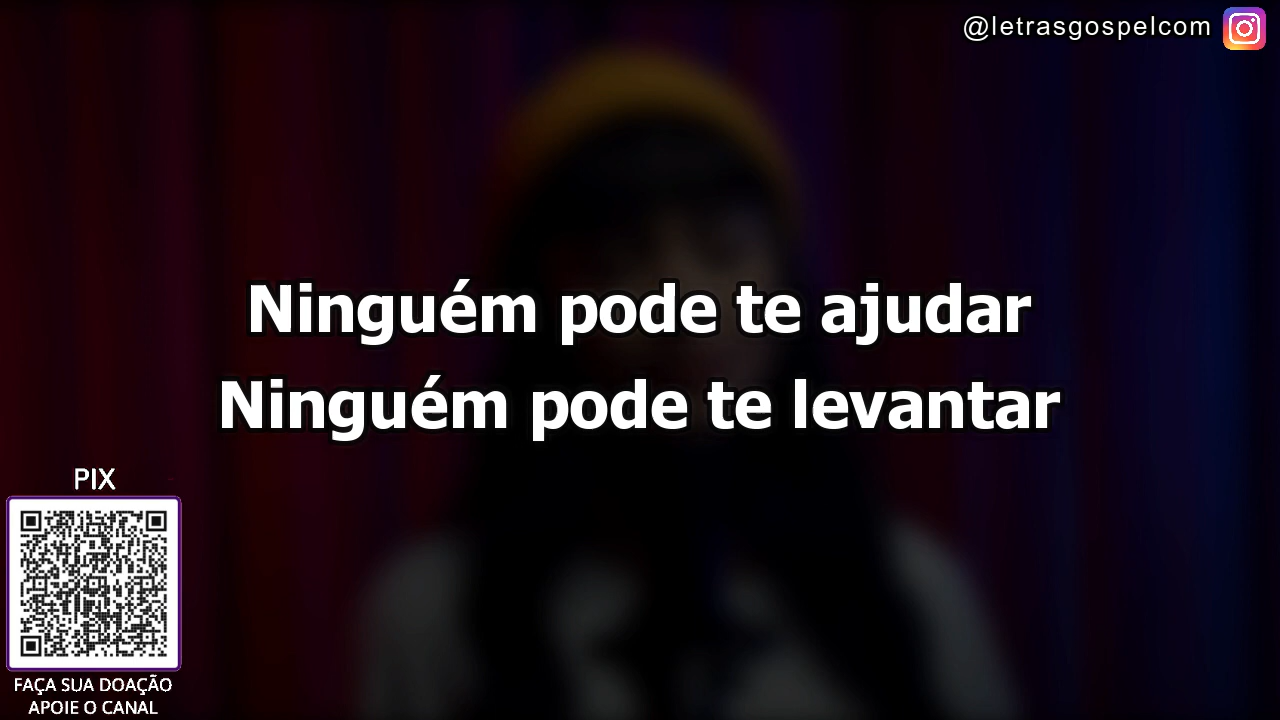 @letrasgospelcom
Ninguém pode te ajudar
Ninguém pode te levantar
PIX
FAÇA SUA DOAÇÃO
APOIE O CANAL